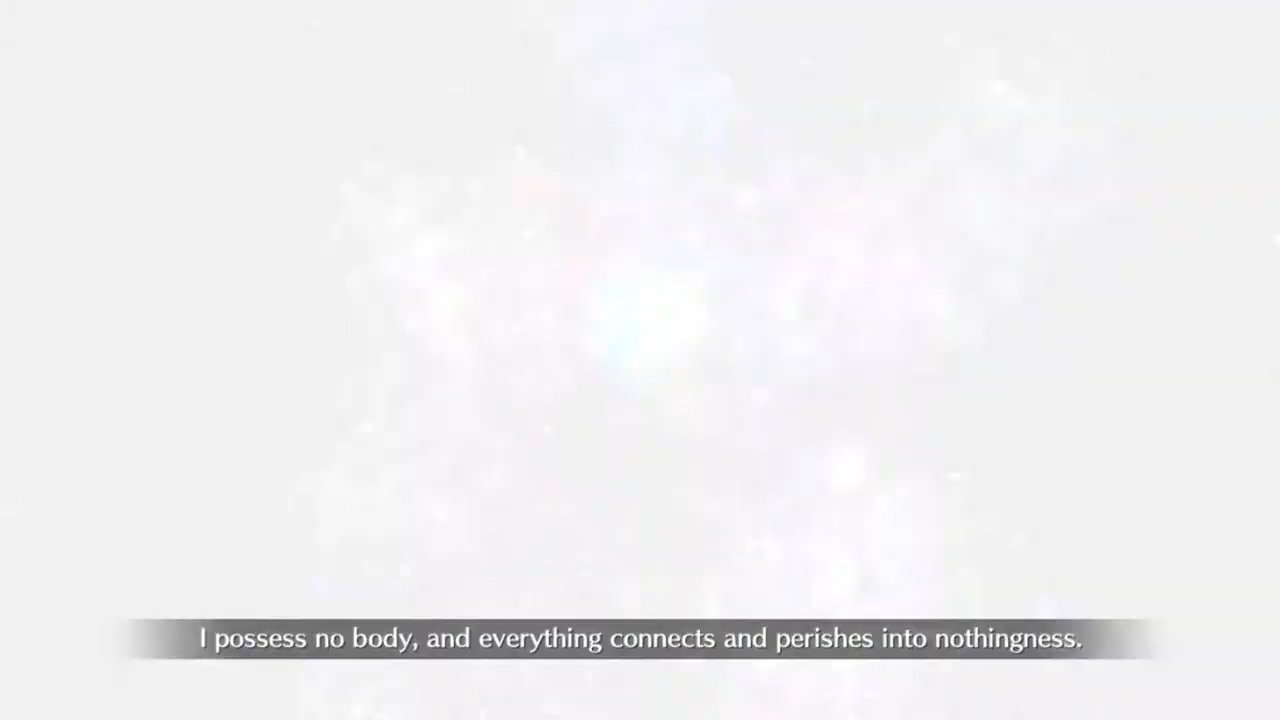 I possess no body, and everything connects and perishes into nothingness.